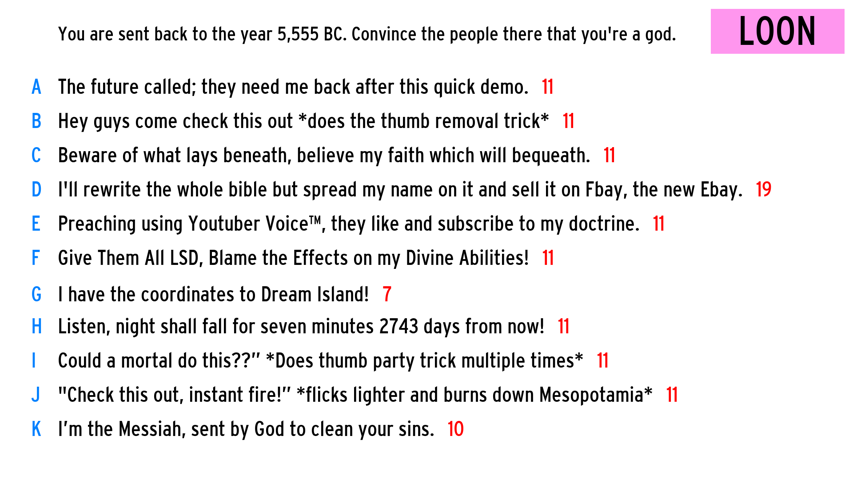 You are sent back to the year 5,555 BC. Convince the people there that you're a god.
LOON
A The future called; they need me back after this quick demo. 11
B Hey guys come check this out *does the thumb removal trick* 11
C Beware of what lays beneath, believe my faith which will bequeath. 11
D I'll rewrite the whole bible but spread my name on it and sell it on Fbay, the new Ebay. 19
E Preaching using Youtuber Voice™, they like and subscribe to my doctrine. 11
F Give Them All LSD, Blame the Effects on my Divine Abilities! 11
G I have the coordinates to Dream Island! 7
H Listen, night shall fall for seven minutes 2743 days from now! 11
I Could a mortal do this??” *Does thumb party trick multiple times* 11
J "Check this out, instant fire!” *flicks lighter and burns down Mesopotamia* 11
K I’m the Messiah, sent by God to clean your sins. 10